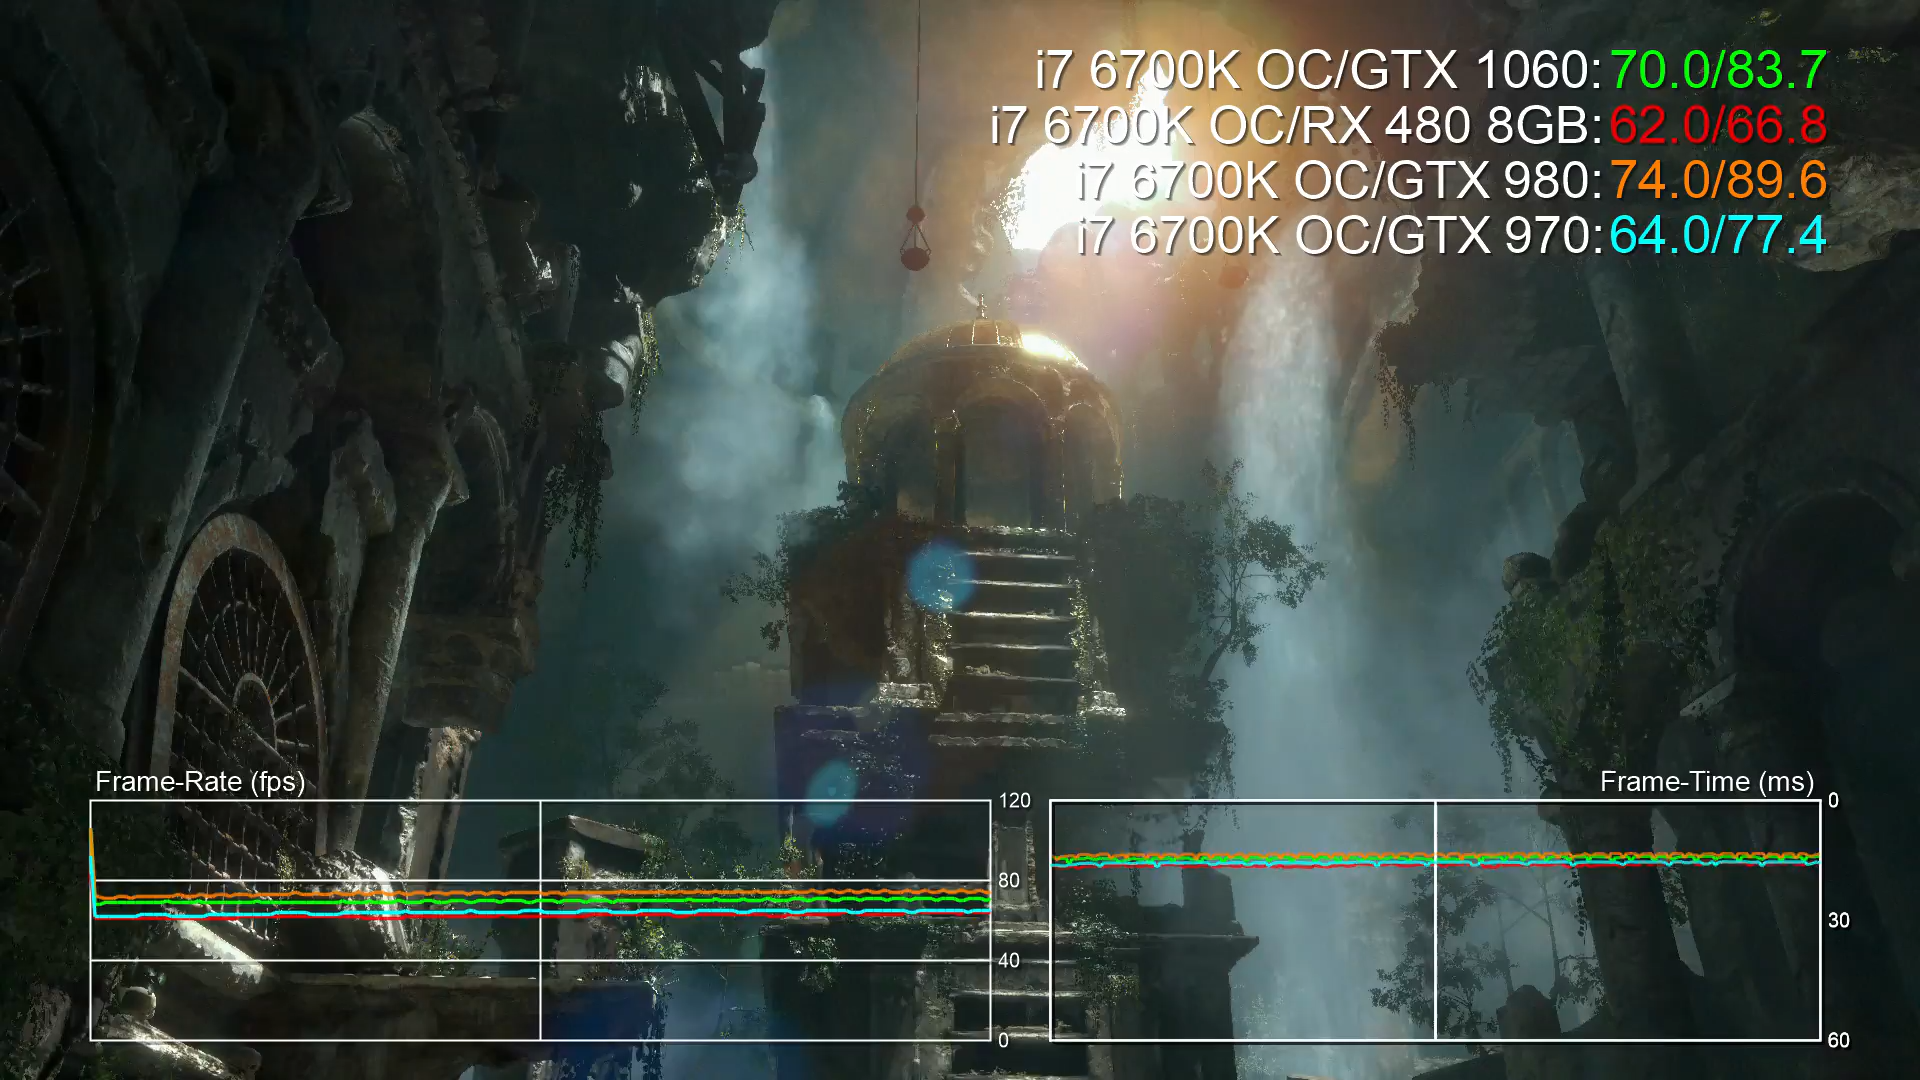 i7 6700K OC/GTX 1060: 70.0/83.7
i7 6700K OC/RX 480 8GB: 62.0/66.8
i7 6700K OC/GTX 980: 74.0/89.6
i7 6700K OC/GTX 970: 64.0/77.4
Frame-Rate (fps)
120
80
40
0
Frame-Time (ms)
0
30
60